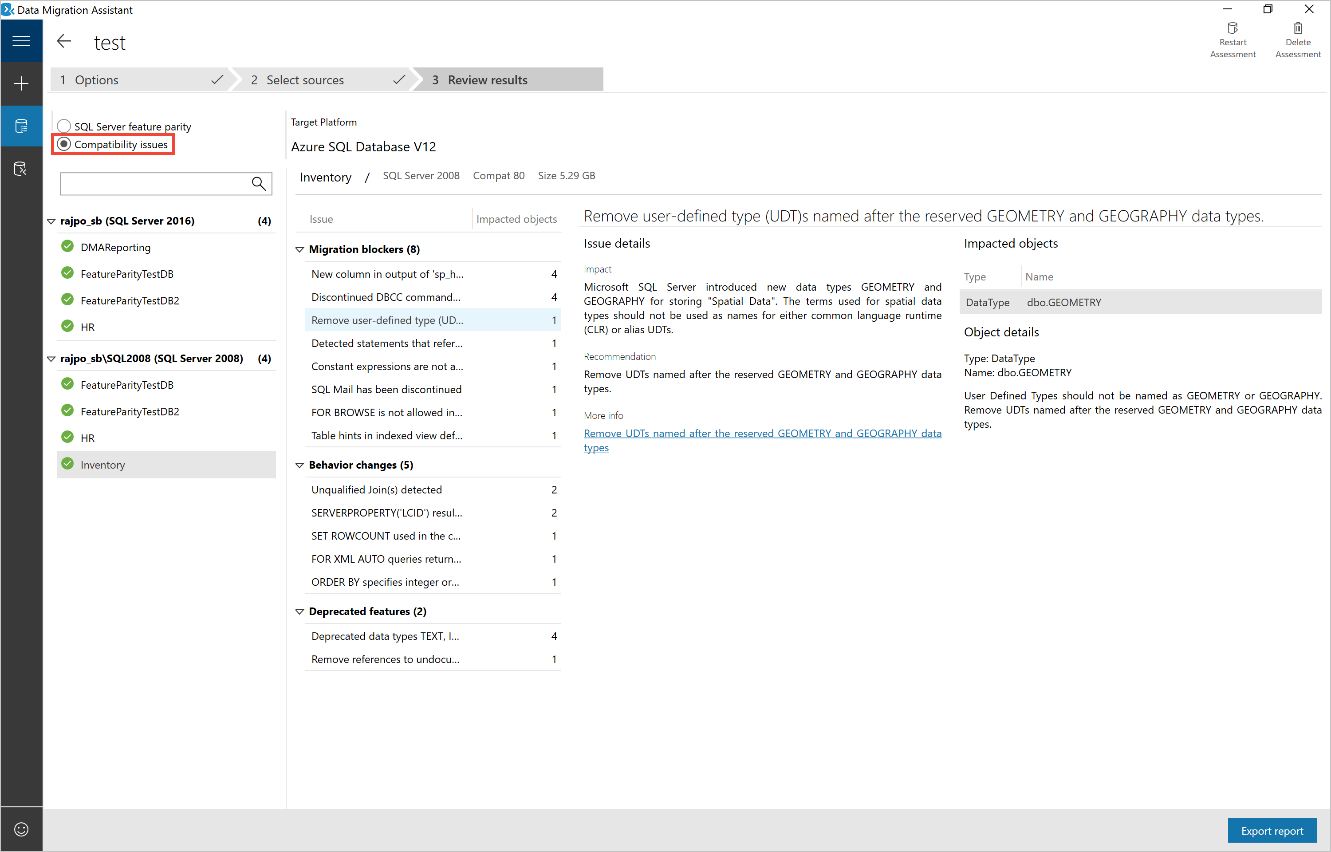 Data Migration Assistant
test
Restart
Assessment
Delete
Assessment
1 Options
2 Select sources
3 Review results
SQL Server feature parity
Compatibility issues
rajpo_sb (SQL Server 2016) (4)
DMAReporting
FeatureParityTestDB
FeatureParityTestDB2
HR
rajpo_sb\SQL2008 (SQL Server 2008) (4)
FeatureParityTestDB
FeatureParityTestDB2
HR
Inventory
Target Platform
Azure SQL Database V12
Inventory / SQL Server 2008 Compat 80 Size 5.29 GB
Issue Impacted objects
Migration blockers (8)
New column in output of 'sp_h... 4
Discontinued DBCC command... 4
Remove user-defined type (UD... 1
Detected statements that refer... 1
Constant expressions are not a... 1
SQL Mail has been discontinued 1
FOR BROWSE is not allowed in... 1
Table hints in indexed view def... 1
Behavior changes (5)
Unqualified Join(s) detected 2
SERVERPROPERTY('LCID') resul... 2
SET ROWCOUNT used in the c... 1
FOR XML AUTO queries return... 1
ORDER BY specifies integer or... 1
Deprecated features (2)
Deprecated data types TEXT, I... 4
Remove references to undocu... 1
Remove user-defined type (UDT)s named after the reserved GEOMETRY and GEOGRAPHY data types.
Issue details
Impact
Microsoft SQL Server introduced new data types GEOMETRY and
GEOGRAPHY for storing "Spatial Data". The terms used for spatial data
types should not be used as names for either common language runtime
(CLR) or alias UDTs.
Recommendation
Remove UDTs named after the reserved GEOMETRY and GEOGRAPHY data
types.
More info
Remove UDTs named after the reserved GEOMETRY and GEOGRAPHY data
types
Impacted objects
Type Name
DataType dbo.GEOMETRY
Object details
Type: DataType
Name: dbo.GEOMETRY
User Defined Types should not be named as GEOMETRY or GEOGRAPHY.
Remove UDTs named after the reserved GEOMETRY and GEOGRAPHY data
types.
Export report